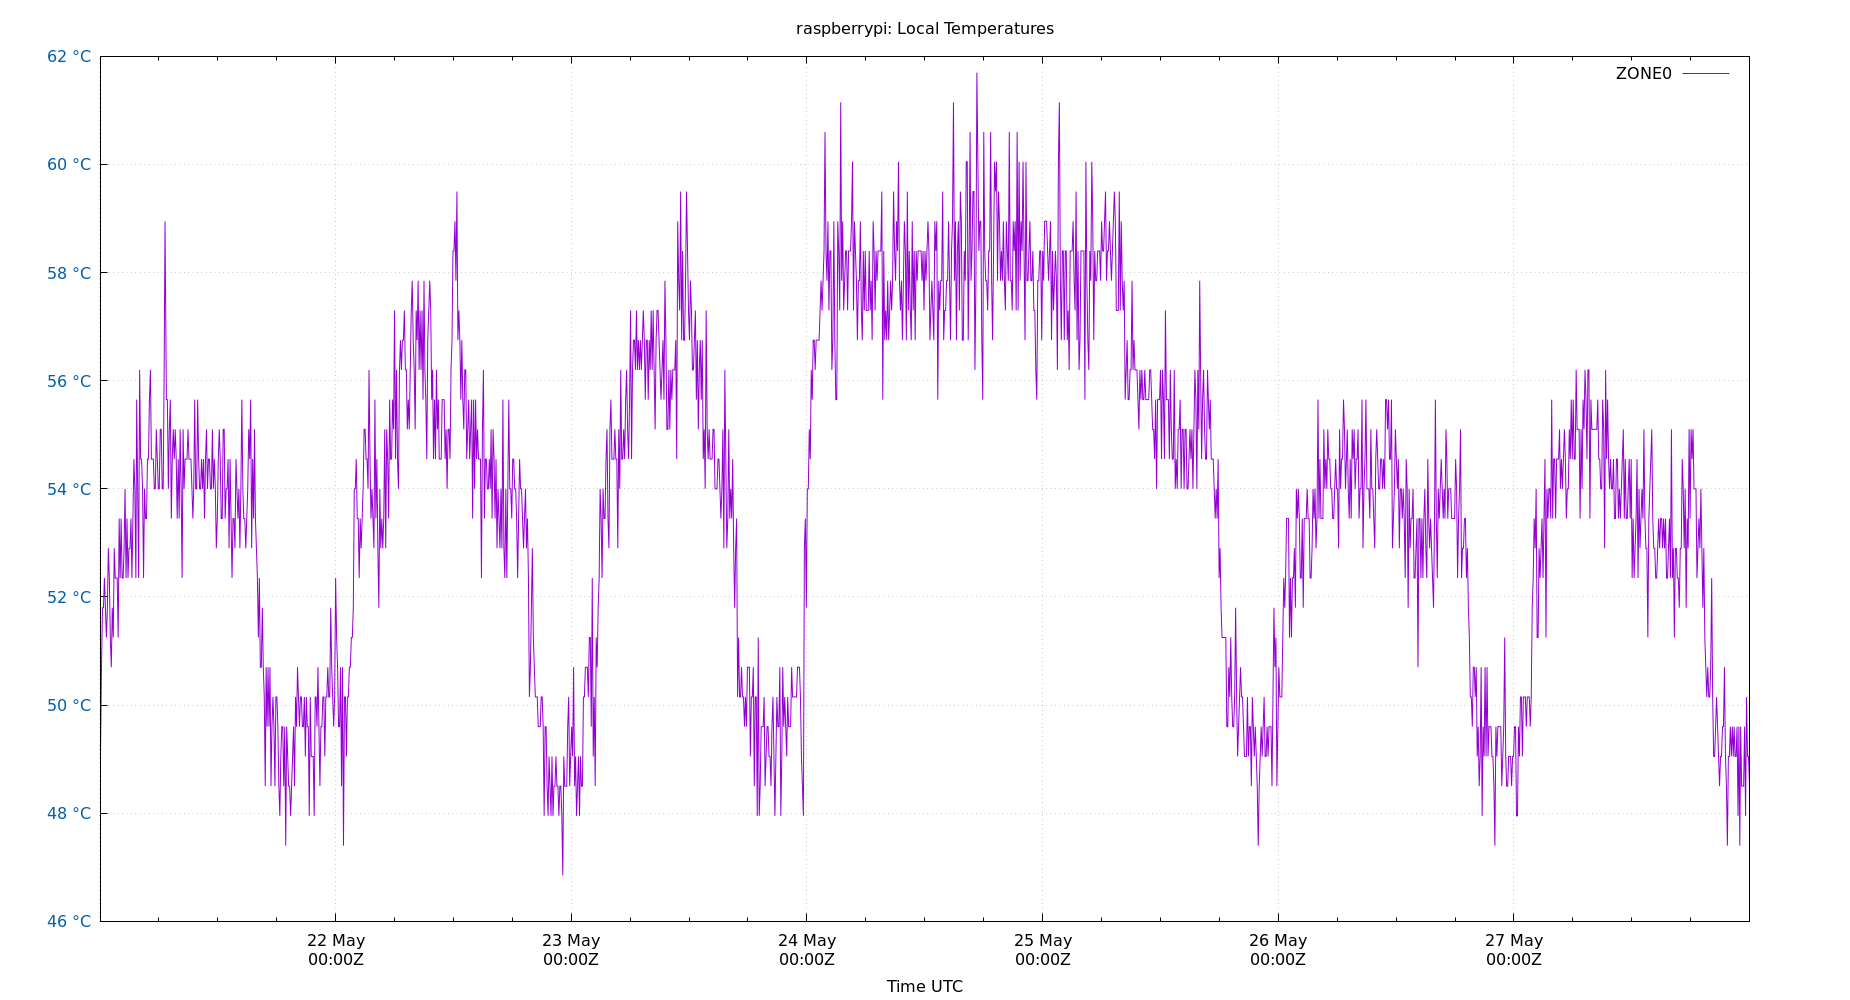 raspberrypi: Local Temperatures
ZONE0
62 °C
60 °C
58 °C
56 °C
54 °C
52 °C
50 °C
48 °C
46 °C
22 May
00:00Z
23 May
00:00Z
24 May
00:00Z
25 May
00:00Z
26 May
00:00Z
27 May
00:00Z
Time UTC